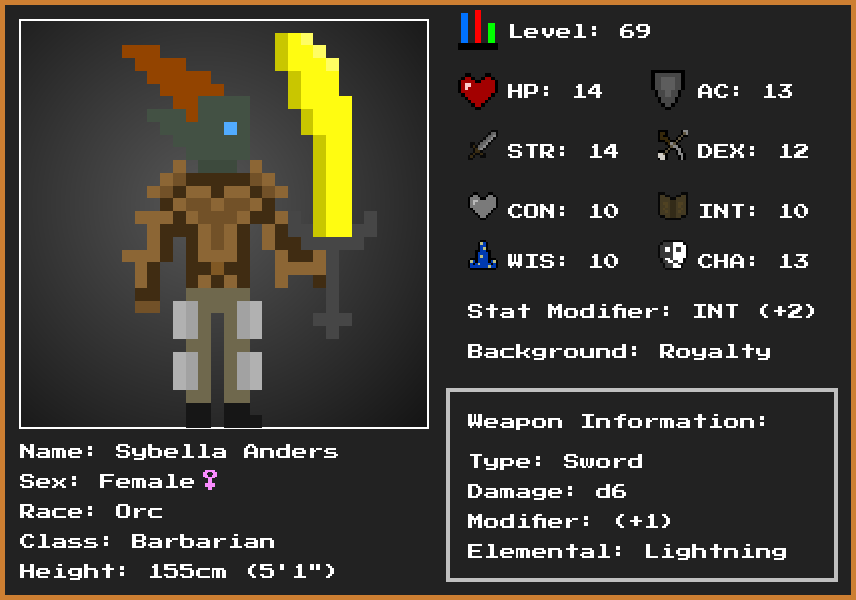 Level: 69
HP: 14 AC: 13
STR: 14 DEX: 12
CON: 10 INT: 10
WIS: 10 CHA: 13
Stat Modifier: INT (+2)
Background: Royalty
Weapon Information:
Type: Sword
Damage: d6
Modifier: (+1)
Elemental: Lightning
Name: Sybella Anders
Sex: Female♀
Race: Orc
Class: Barbarian
Height: 155cm (5'1")